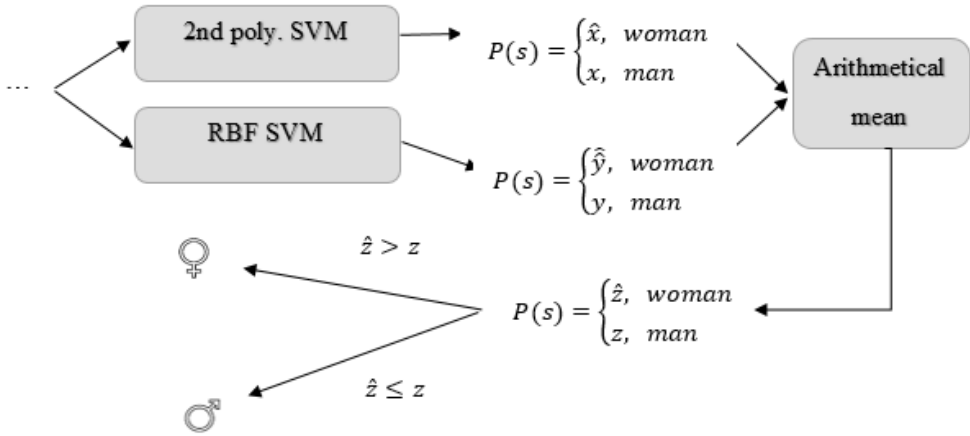 2nd poly. SVM
P(s) = { x̂, woman
x, man
Arithmetical
mean
...
RBF SVM
P(s) = { ŷ̂, woman
y, man
ẑ > z
P(s) = { ẑ, woman
z, man
ẑ ≤ z